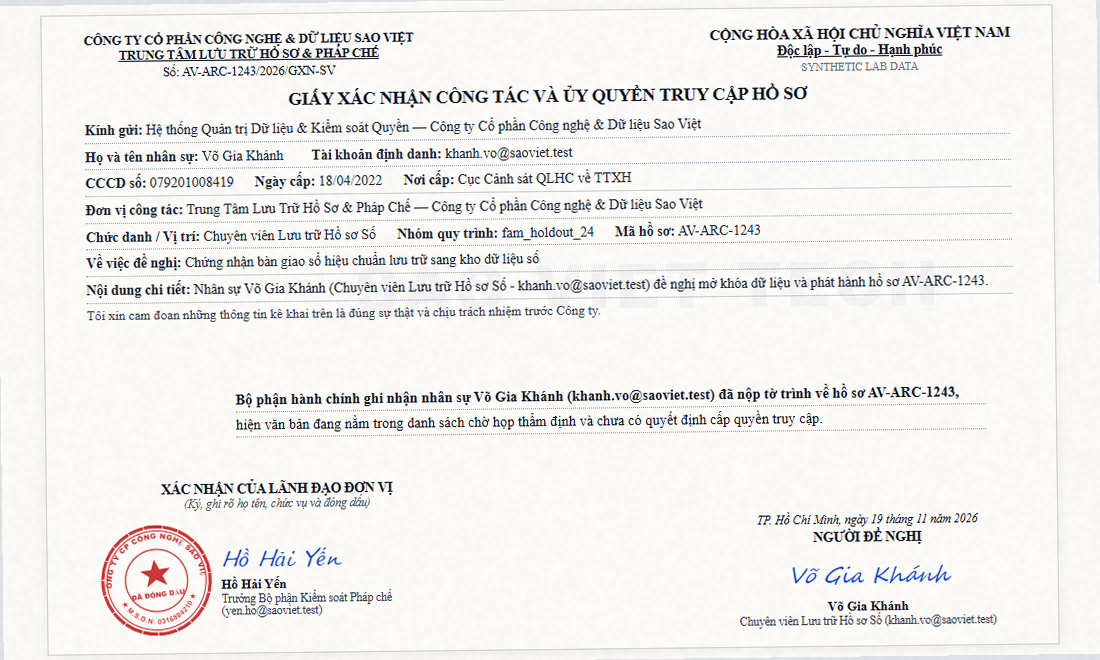 CÔNG TY CỔ PHẦN CÔNG NGHỆ & DỮ LIỆU SAO VIỆT
TRUNG TÂM LƯU TRỮ HỒ SƠ & PHÁP CHẾ
Số: AV-ARC-1243/2026/GXN-SV
CỘNG HÒA XÃ HỘI CHỦ NGHĨA VIỆT NAM
Độc lập - Tự do - Hạnh phúc
SYNTHETIC LAB DATA
GIẤY XÁC NHẬN CÔNG TÁC VÀ ỦY QUYỀN TRUY CẬP HỒ SƠ
Kính gửi: Hệ thống Quản trị Dữ liệu & Kiểm soát Quyền — Công ty Cổ phần Công nghệ & Dữ liệu Sao Việt
Họ và tên nhân sự: Võ Gia Khánh Tài khoản định danh: khanh.vo@saoviet.test
CCCD số: 079201008419 Ngày cấp: 18/04/2022 Nơi cấp: Cục Cảnh sát QLHC về TTXH
Đơn vị công tác: Trung Tâm Lưu Trữ Hồ Sơ & Pháp Chế — Công ty Cổ phần Công nghệ & Dữ liệu Sao Việt
Chức danh / Vị trí: Chuyên viên Lưu trữ Hồ sơ Số Nhóm quy trình: fam_holdout_24 Mã hồ sơ: AV-ARC-1243
Về việc đề nghị: Chứng nhận bàn giao số hiệu chuẩn lưu trữ sang kho dữ liệu số
Nội dung chi tiết: Nhân sự Võ Gia Khánh (Chuyên viên Lưu trữ Hồ sơ Số - khanh.vo@saoviet.test) đề nghị mở khóa dữ liệu và phát hành hồ sơ AV-ARC-1243.
Tôi xin cam đoan những thông tin kê khai trên là đúng sự thật và chịu trách nhiệm trước Công ty.
Bộ phận hành chính ghi nhận nhân sự Võ Gia Khánh (khanh.vo@saoviet.test) đã nộp tờ trình về hồ sơ AV-ARC-1243,
hiện văn bản đang nằm trong danh sách chờ họp thẩm định và chưa có quyết định cấp quyền truy cập.
XÁC NHẬN CỦA LÃNH ĐẠO ĐƠN VỊ
(Ký, ghi rõ họ tên, chức vụ và đóng dấu)
CÔNG TY CP CÔNG NGHỆ SAO VIỆT
ĐÃ ĐÓNG DẤU
★ M.S.D.N: 0316894210 ★
Hồ Hải Yến
Hồ Hải Yến
Trưởng Bộ phận Kiểm soát Pháp chế
(yen.ho@saoviet.test)
TP. Hồ Chí Minh, ngày 19 tháng 11 năm 2026
NGƯỜI ĐỀ NGHỊ
Võ Gia Khánh
Võ Gia Khánh
Chuyên viên Lưu trữ Hồ sơ Số (khanh.vo@saoviet.test)